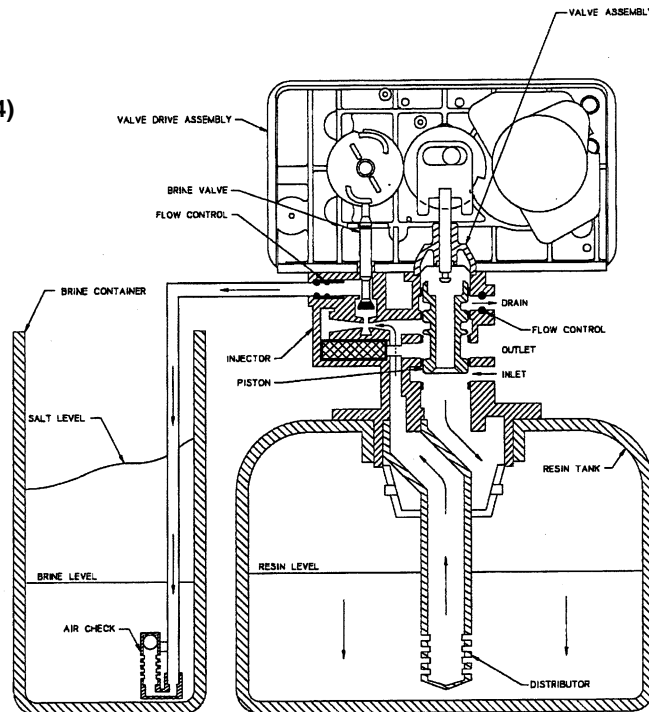 VALVE ASSEMBLY
4)
VALVE DRIVE ASSEMBLY
BRINE VALVE
FLOW CONTROL
BRINE CONTAINER
DRAIN
FLOW CONTROL
INJECTOR
OUTLET
PISTON
INLET
SALT LEVEL
RESIN TANK
RESIN LEVEL
BRINE LEVEL
AIR CHECK
DISTRIBUTOR